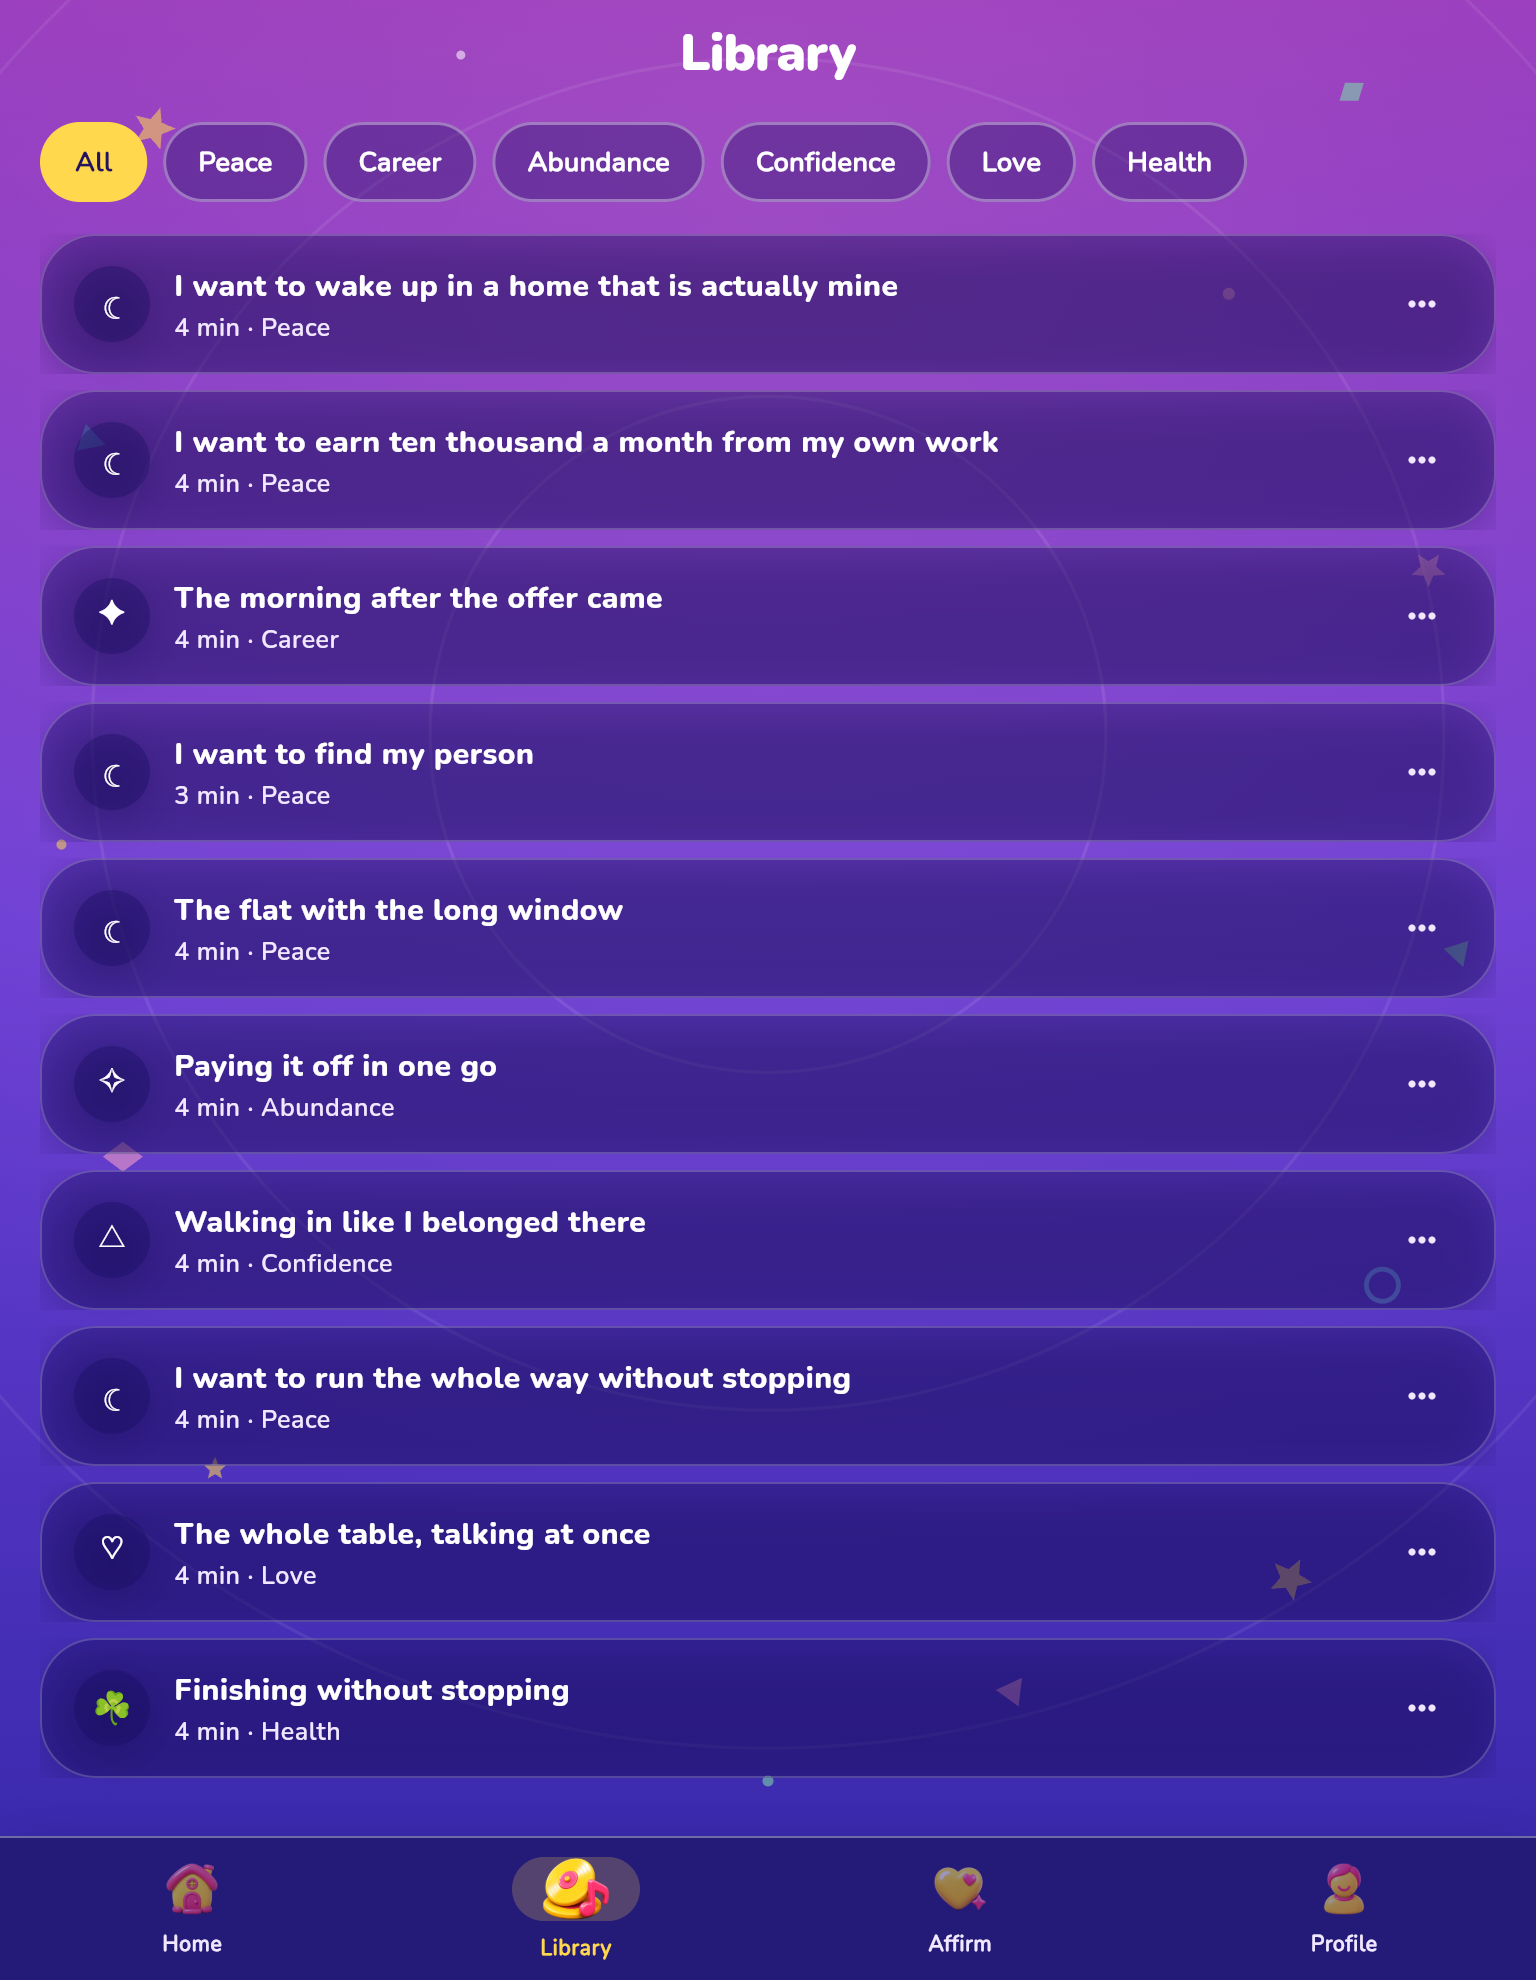 Library
All
Peace
Career
Abundance
Confidence
Love
Health
I want to wake up in a home that is actually mine
4 min · Peace
I want to earn ten thousand a month from my own work
4 min · Peace
The morning after the offer came
4 min · Career
I want to find my person
3 min · Peace
The flat with the long window
4 min · Peace
Paying it off in one go
4 min · Abundance
Walking in like I belonged there
4 min · Confidence
I want to run the whole way without stopping
4 min · Peace
The whole table, talking at once
4 min · Love
Finishing without stopping
4 min · Health
Home
Library
Affirm
Profile